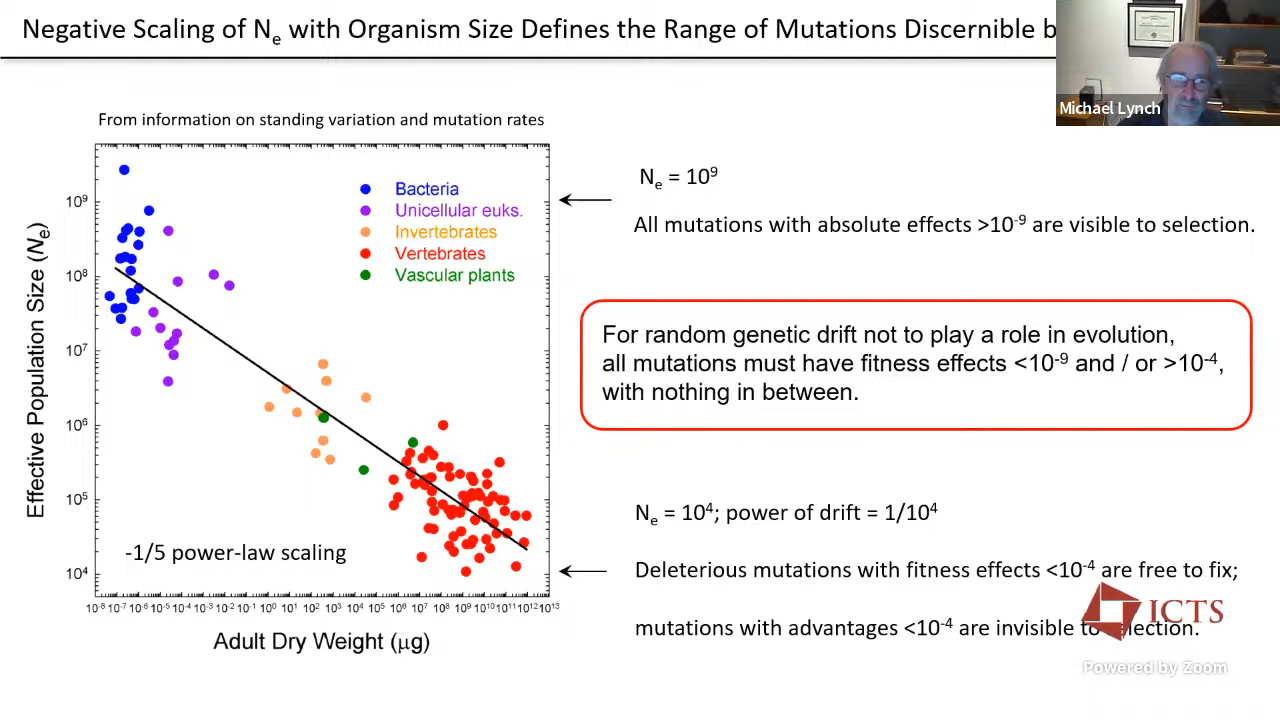 Negative Scaling of Nₑ with Organism Size Defines the Range of Mutations Discernible b
Michael Lynch
From information on standing variation and mutation rates
Effective Population Size (Nₑ)
10⁹
10⁸
10⁷
10⁶
10⁵
10⁴
Bacteria
Unicellular euks.
Invertebrates
Vertebrates
Vascular plants
-1/5 power-law scaling
10⁻⁸ 10⁻⁷ 10⁻⁶ 10⁻⁵ 10⁻⁴ 10⁻³ 10⁻² 10⁻¹ 10⁰ 10¹ 10² 10³ 10⁴ 10⁵ 10⁶ 10⁷ 10⁸ 10⁹ 10¹⁰ 10¹¹ 10¹² 10¹³
Adult Dry Weight (μg)
Nₑ = 10⁹
All mutations with absolute effects >10⁻⁹ are visible to selection.
For random genetic drift not to play a role in evolution,
all mutations must have fitness effects <10⁻⁹ and / or >10⁻⁴,
with nothing in between.
Nₑ = 10⁴; power of drift = 1/10⁴
Deleterious mutations with fitness effects <10⁻⁴ are free to fix;
mutations with advantages <10⁻⁴ are invisible to selection.
ICTS
Powered by Zoom